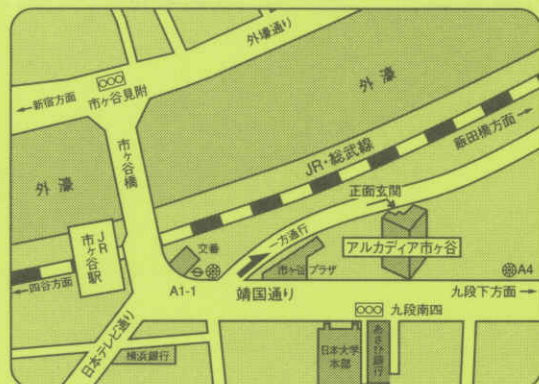 外壕通り
外濠
←新宿方面
市ヶ谷見附
市ヶ谷橋
JR・総武線
飯田橋方面→
外濠
正面玄関
一方通行
交番
JR
市ヶ谷駅
アルカディア市ヶ谷
市ヶ谷プラザ
A4
A1-1
←四谷方面
靖国通り
九段下方面→
九段南四
日本テレビ通り
横浜銀行
日本大学
本部
あさひ銀行